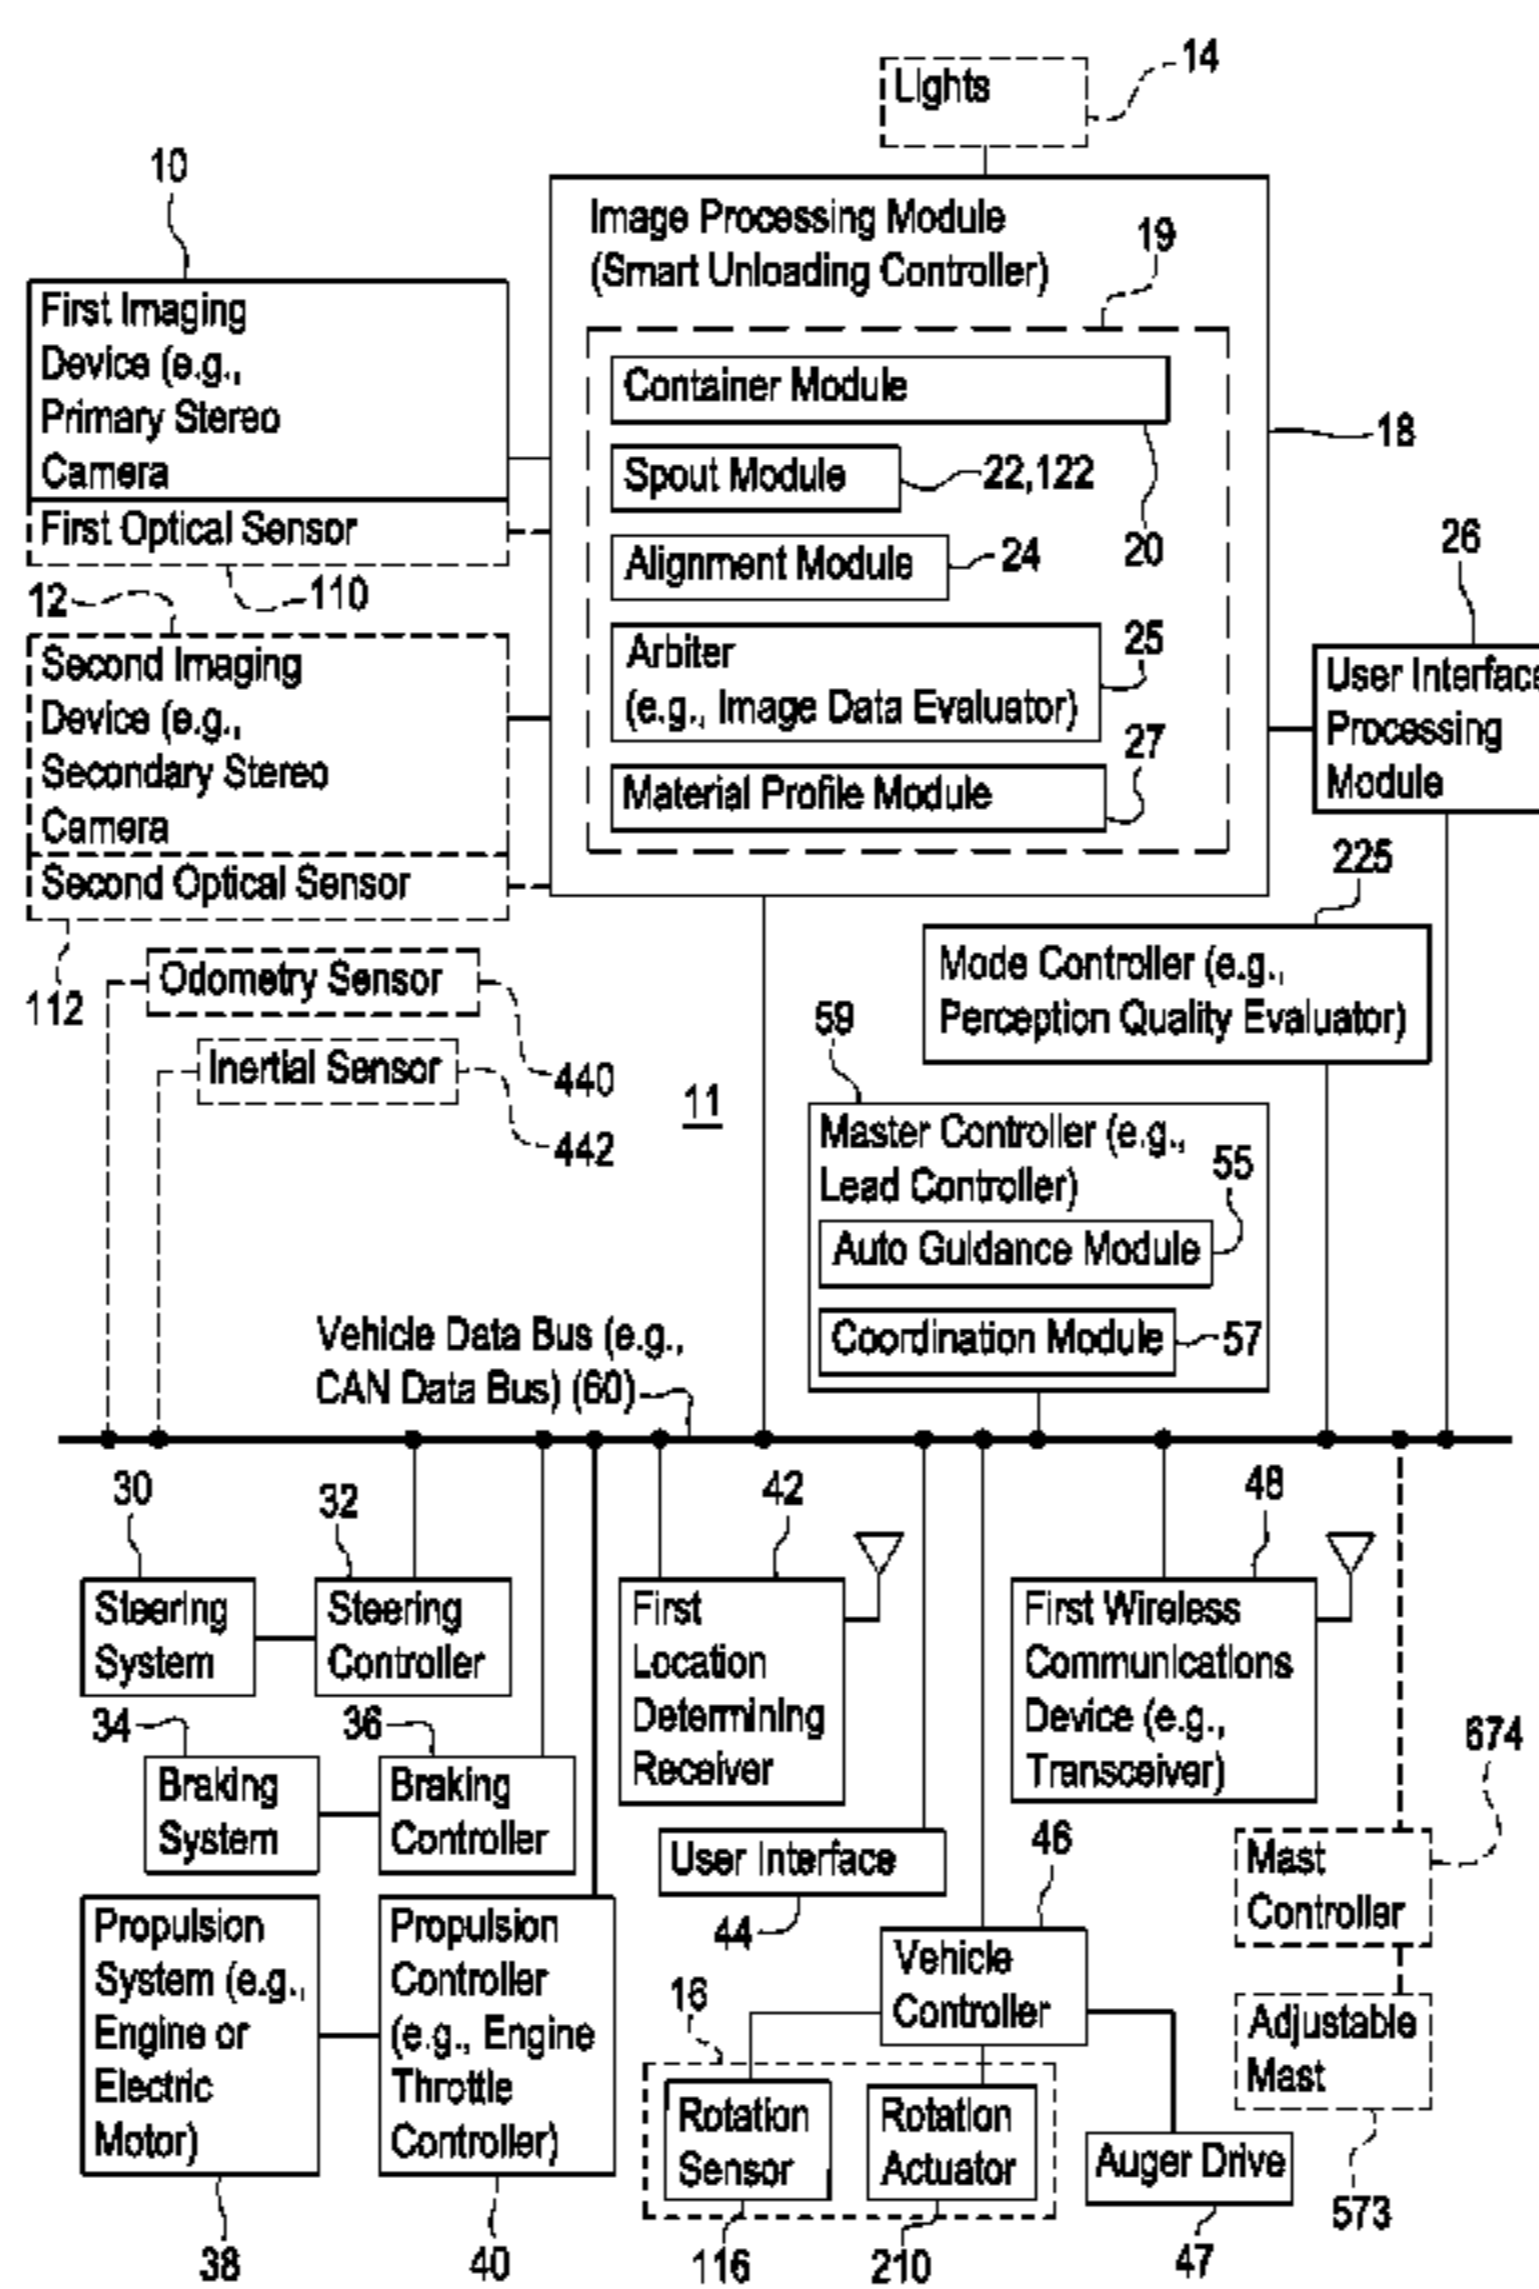 Lights
14
10
Image Processing Module
(Smart Unloading Controller)
19
First Imaging
Device (e.g.,
Primary Stereo
Camera
Container Module
18
Spout Module
22,122
20
First Optical Sensor
110
Alignment Module
24
26
12
Second Imaging
Device (e.g.,
Secondary Stereo
Camera
Arbiter
(e.g., Image Data Evaluator)
25
User Interface
Processing
Module
Material Profile Module
27
Second Optical Sensor
112
225
Mode Controller (e.g.,
Perception Quality Evaluator)
Odometry Sensor
440
Inertial Sensor
442
11
59
Master Controller (e.g.,
Lead Controller)
55
Auto Guidance Module
Coordination Module
57
Vehicle Data Bus (e.g.,
CAN Data Bus) (60)
30
32
42
48
Steering
System
Steering
Controller
First
Location
Determining
Receiver
First Wireless
Communications
Device (e.g.,
Transceiver)
34
36
674
Braking
System
Braking
Controller
User Interface
44
46
Mast
Controller
Propulsion
System (e.g.,
Engine or
Electric
Motor)
Propulsion
Controller
(e.g., Engine
Throttle
Controller)
Vehicle
Controller
16
Adjustable
Mast
Rotation
Sensor
Rotation
Actuator
Auger Drive
573
38
40
116
210
47